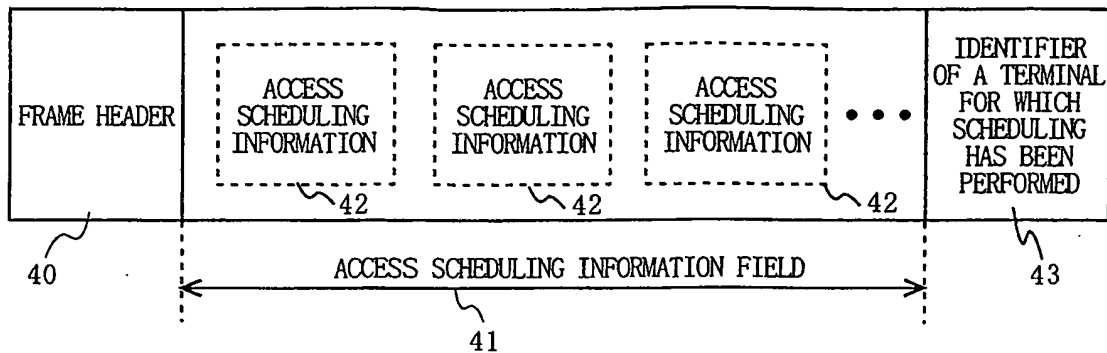 FRAME HEADER
ACCESS
SCHEDULING
INFORMATION
ACCESS
SCHEDULING
INFORMATION
ACCESS
SCHEDULING
INFORMATION
• • •
IDENTIFIER
OF A TERMINAL
FOR WHICH
SCHEDULING
HAS BEEN
PERFORMED
42
42
42
40
43
ACCESS SCHEDULING INFORMATION FIELD
41